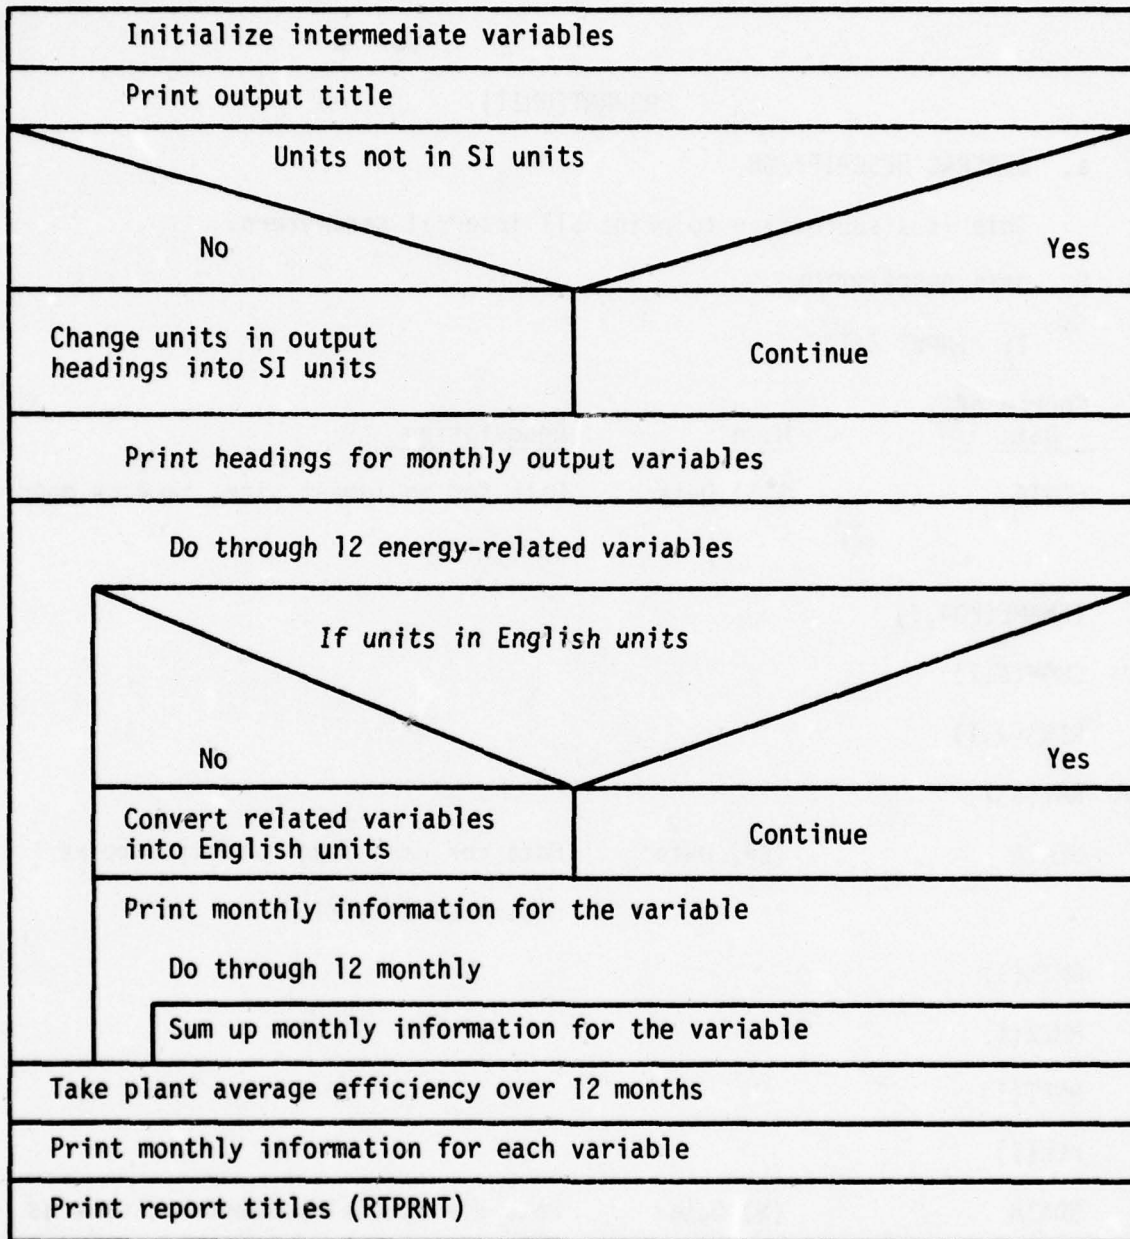 Initialize intermediate variables
Print output title
Units not in SI units
No
Yes
Change units in output
headings into SI units
Continue
Print headings for monthly output variables
Do through 12 energy-related variables
If units in English units
No
Yes
Convert related variables
into English units
Continue
Print monthly information for the variable
Do through 12 monthly
Sum up monthly information for the variable
Take plant average efficiency over 12 months
Print monthly information for each variable
Print report titles (RTPRNT)